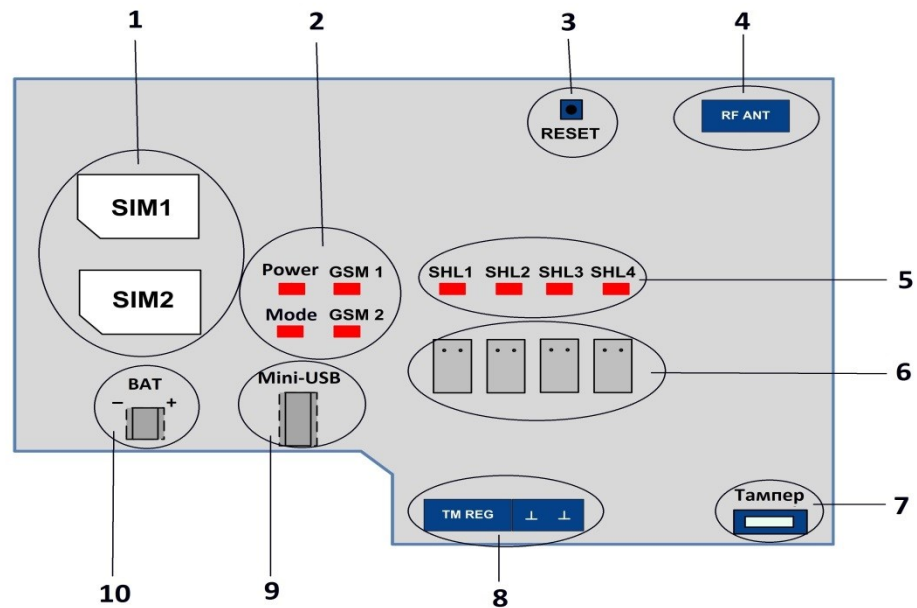 1
2
3
4
RESET
RF ANT
SIM1
SIM2
Power GSM 1
Mode GSM 2
SHL1 SHL2 SHL3 SHL4
5
6
BAT
− +
Mini-USB
TM REG ⊥ ⊥
Тампер
7
10
9
8